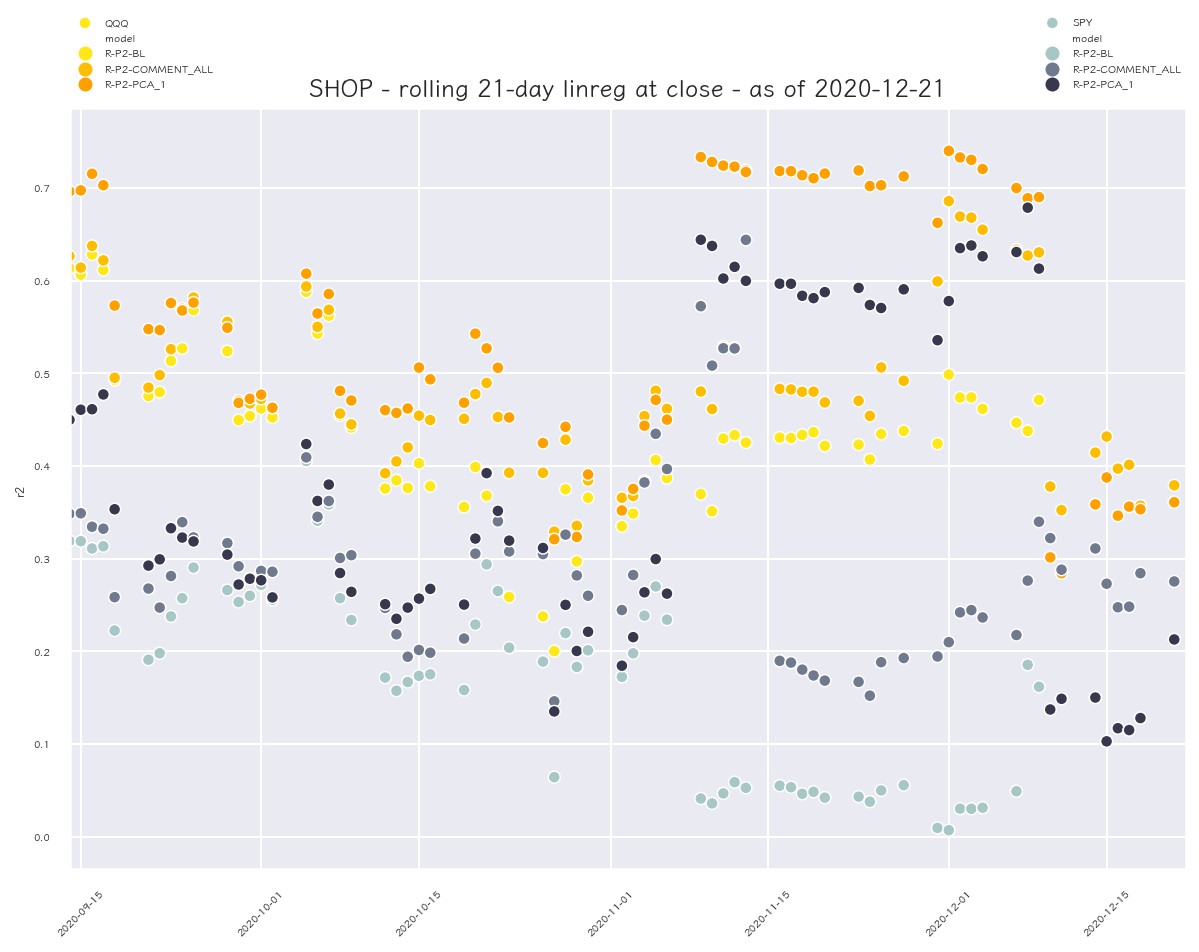 QQQ
model
R-P2-BL
R-P2-COMMENT_ALL
R-P2-PCA_1
SPY
model
R-P2-BL
R-P2-COMMENT_ALL
R-P2-PCA_1
SHOP - rolling 21-day linreg at close - as of 2020-12-21
r2
0.7
0.6
0.5
0.4
0.3
0.2
0.1
0.0
2020-09-15
2020-10-01
2020-10-15
2020-11-01
2020-11-15
2020-12-01
2020-12-15